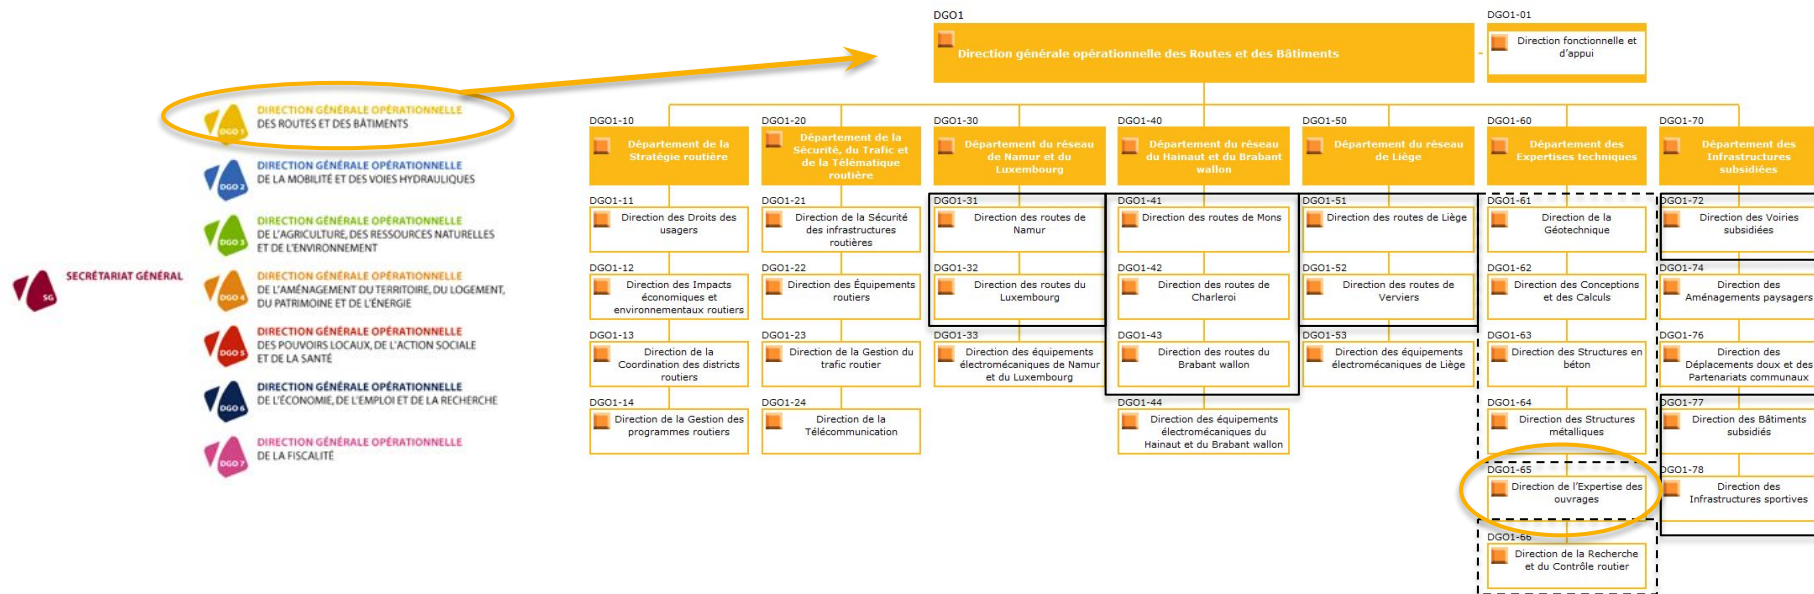 SECRÉTARIAT GÉNÉRAL
SG
DGO 1
DIRECTION GÉNÉRALE OPÉRATIONNELLE
DES ROUTES ET DES BÂTIMENTS
DGO 2
DIRECTION GÉNÉRALE OPÉRATIONNELLE
DE LA MOBILITÉ ET DES VOIES HYDRAULIQUES
DGO 3
DIRECTION GÉNÉRALE OPÉRATIONNELLE
DE L'AGRICULTURE, DES RESSOURCES NATURELLES
ET DE L'ENVIRONNEMENT
DGO 4
DIRECTION GÉNÉRALE OPÉRATIONNELLE
DE L'AMÉNAGEMENT DU TERRITOIRE, DU LOGEMENT,
DU PATRIMOINE ET DE L'ÉNERGIE
DGO 5
DIRECTION GÉNÉRALE OPÉRATIONNELLE
DES POUVOIRS LOCAUX, DE L'ACTION SOCIALE
ET DE LA SANTÉ
DGO 6
DIRECTION GÉNÉRALE OPÉRATIONNELLE
DE L'ÉCONOMIE, DE L'EMPLOI ET DE LA RECHERCHE
DGO 7
DIRECTION GÉNÉRALE OPÉRATIONNELLE
DE LA FISCALITÉ
DGO1
Direction générale opérationnelle des Routes et des Bâtiments
DGO1-01
Direction fonctionnelle et
d'appui
DGO1-10
Département de la
Stratégie routière
DGO1-11
Direction des Droits des
usagers
DGO1-12
Direction des Impacts
économiques et
environnementaux routiers
DGO1-13
Direction de la
Coordination des districts
routiers
DGO1-14
Direction de la Gestion des
programmes routiers
DGO1-20
Département de la
Sécurité, du Trafic et
de la Télématique
routière
DGO1-21
Direction de la Sécurité
des infrastructures
routières
DGO1-22
Direction des Équipements
routiers
DGO1-23
Direction de la Gestion du
trafic routier
DGO1-24
Direction de la
Télécommunication
DGO1-30
Département du réseau
de Namur et du
Luxembourg
DGO1-31
Direction des routes de
Namur
DGO1-32
Direction des routes du
Luxembourg
DGO1-33
Direction des équipements
électromécaniques de Namur
et du Luxembourg
DGO1-40
Département du réseau
du Hainaut et du Brabant
wallon
DGO1-41
Direction des routes de Mons
DGO1-42
Direction des routes de
Charleroi
DGO1-43
Direction des routes du
Brabant wallon
DGO1-44
Direction des équipements
électromécaniques du
Hainaut et du Brabant wallon
DGO1-50
Département du réseau
de Liège
DGO1-51
Direction des routes de Liège
DGO1-52
Direction des routes de
Verviers
DGO1-53
Direction des équipements
électromécaniques de Liège
DGO1-60
Département des
Expertises techniques
DGO1-61
Direction de la
Géotechnique
DGO1-62
Direction des Conceptions
et des Calculs
DGO1-63
Direction des Structures en
béton
DGO1-64
Direction des Structures
métalliques
DGO1-65
Direction de l'Expertise des
ouvrages
DGO1-66
Direction de la Recherche
et du Contrôle routier
DGO1-70
Département des
Infrastructures
subsidiées
DGO1-72
Direction des Voiries
subsidiées
DGO1-74
Direction des
Aménagements paysagers
DGO1-76
Direction des
Déplacements doux et des
Partenariats communaux
DGO1-77
Direction des Bâtiments
subsidiés
DGO1-78
Direction des
Infrastructures sportives